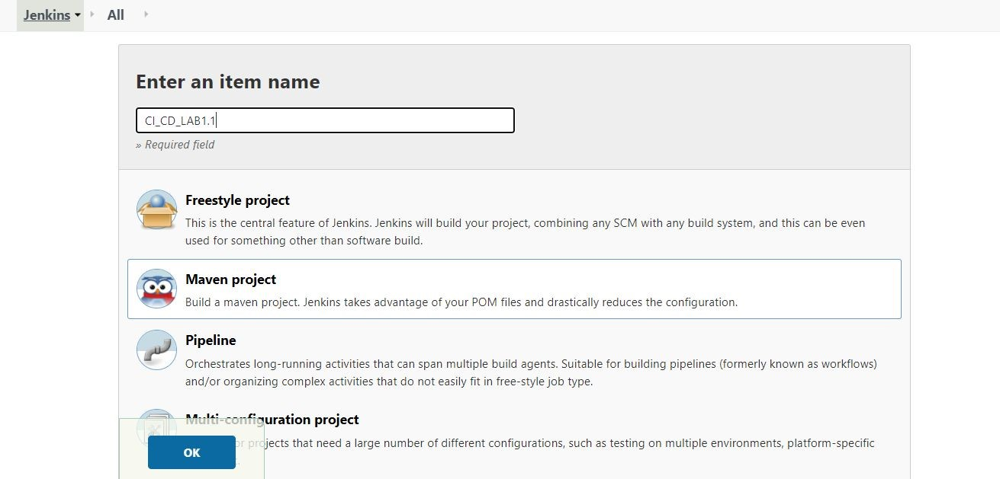 Jenkins All
Enter an item name
CI_CD_LAB1.1
» Required field
Freestyle project
This is the central feature of Jenkins. Jenkins will build your project, combining any SCM with any build system, and this can be even
used for something other than software build.
Maven project
Build a maven project. Jenkins takes advantage of your POM files and drastically reduces the configuration.
Pipeline
Orchestrates long-running activities that can span multiple build agents. Suitable for building pipelines (formerly known as workflows)
and/or organizing complex activities that do not easily fit in free-style job type.
Multi-configuration project
or projects that need a large number of different configurations, such as testing on multiple environments, platform-specific
OK